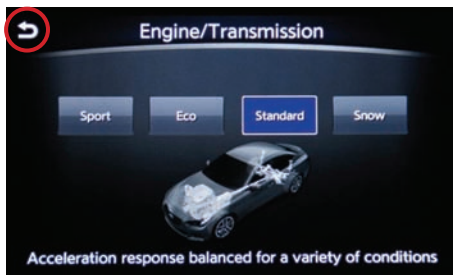 Engine/Transmission
Sport Eco Standard Snow
Acceleration response balanced for a variety of conditions